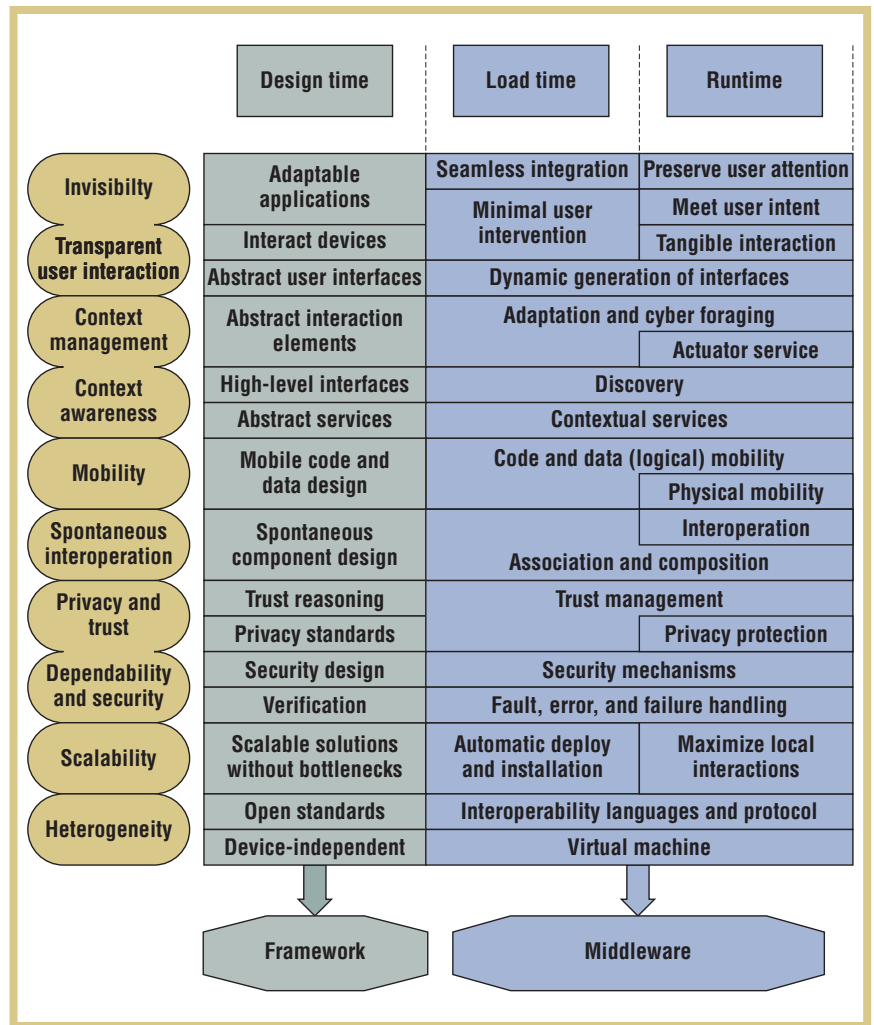 Design time
Load time
Runtime
Invisibilty
Adaptable
applications
Seamless integration
Preserve user attention
Minimal user
intervention
Meet user intent
Transparent
user interaction
Interact devices
Tangible interaction
Abstract user interfaces
Dynamic generation of interfaces
Context
management
Abstract interaction
elements
Adaptation and cyber foraging
Actuator service
Context
awareness
High-level interfaces
Discovery
Abstract services
Contextual services
Mobility
Mobile code and
data design
Code and data (logical) mobility
Physical mobility
Spontaneous
interoperation
Spontaneous
component design
Interoperation
Association and composition
Privacy and
trust
Trust reasoning
Trust management
Privacy standards
Privacy protection
Dependability
and security
Security design
Security mechanisms
Verification
Fault, error, and failure handling
Scalability
Scalable solutions
without bottlenecks
Automatic deploy
and installation
Maximize local
interactions
Heterogeneity
Open standards
Interoperability languages and protocol
Device-independent
Virtual machine
Framework
Middleware